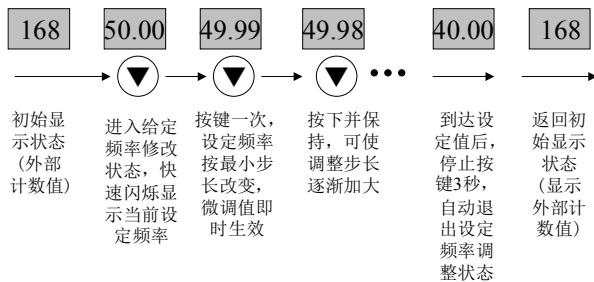 168
50.00
49.99
49.98
40.00
168
初始显
示状态
(外部
计数值)
进入给定
频率修改
状态，快
速闪烁显
示当前设
定频率
按键一次，
设定频率
按最小步
长改变，
微调值即
时生效
按下并保
持，可使
调整步长
逐渐加大
到达设
定值后，
停止按
键3秒，
自动退
出设定
频率调
整状态
返回初
始显示
状态
(显示
外部计
数值)